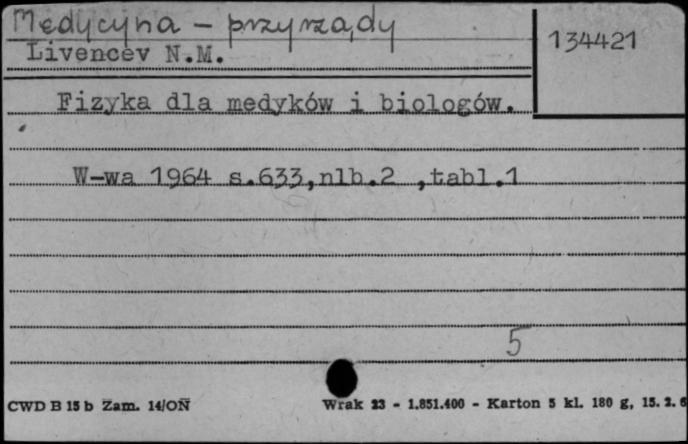 Medycyna - przyrządy
134421
Livencev N.M.
Fizyka dla medyków i biologów.
W-wa 1964 s.633,nlb.2 ,tabl.1
5
CWD B 15 b Zam. 14/ON Wrak 23 - 1.851.400 - Karton 5 kl. 180 g, 15. 2. 6